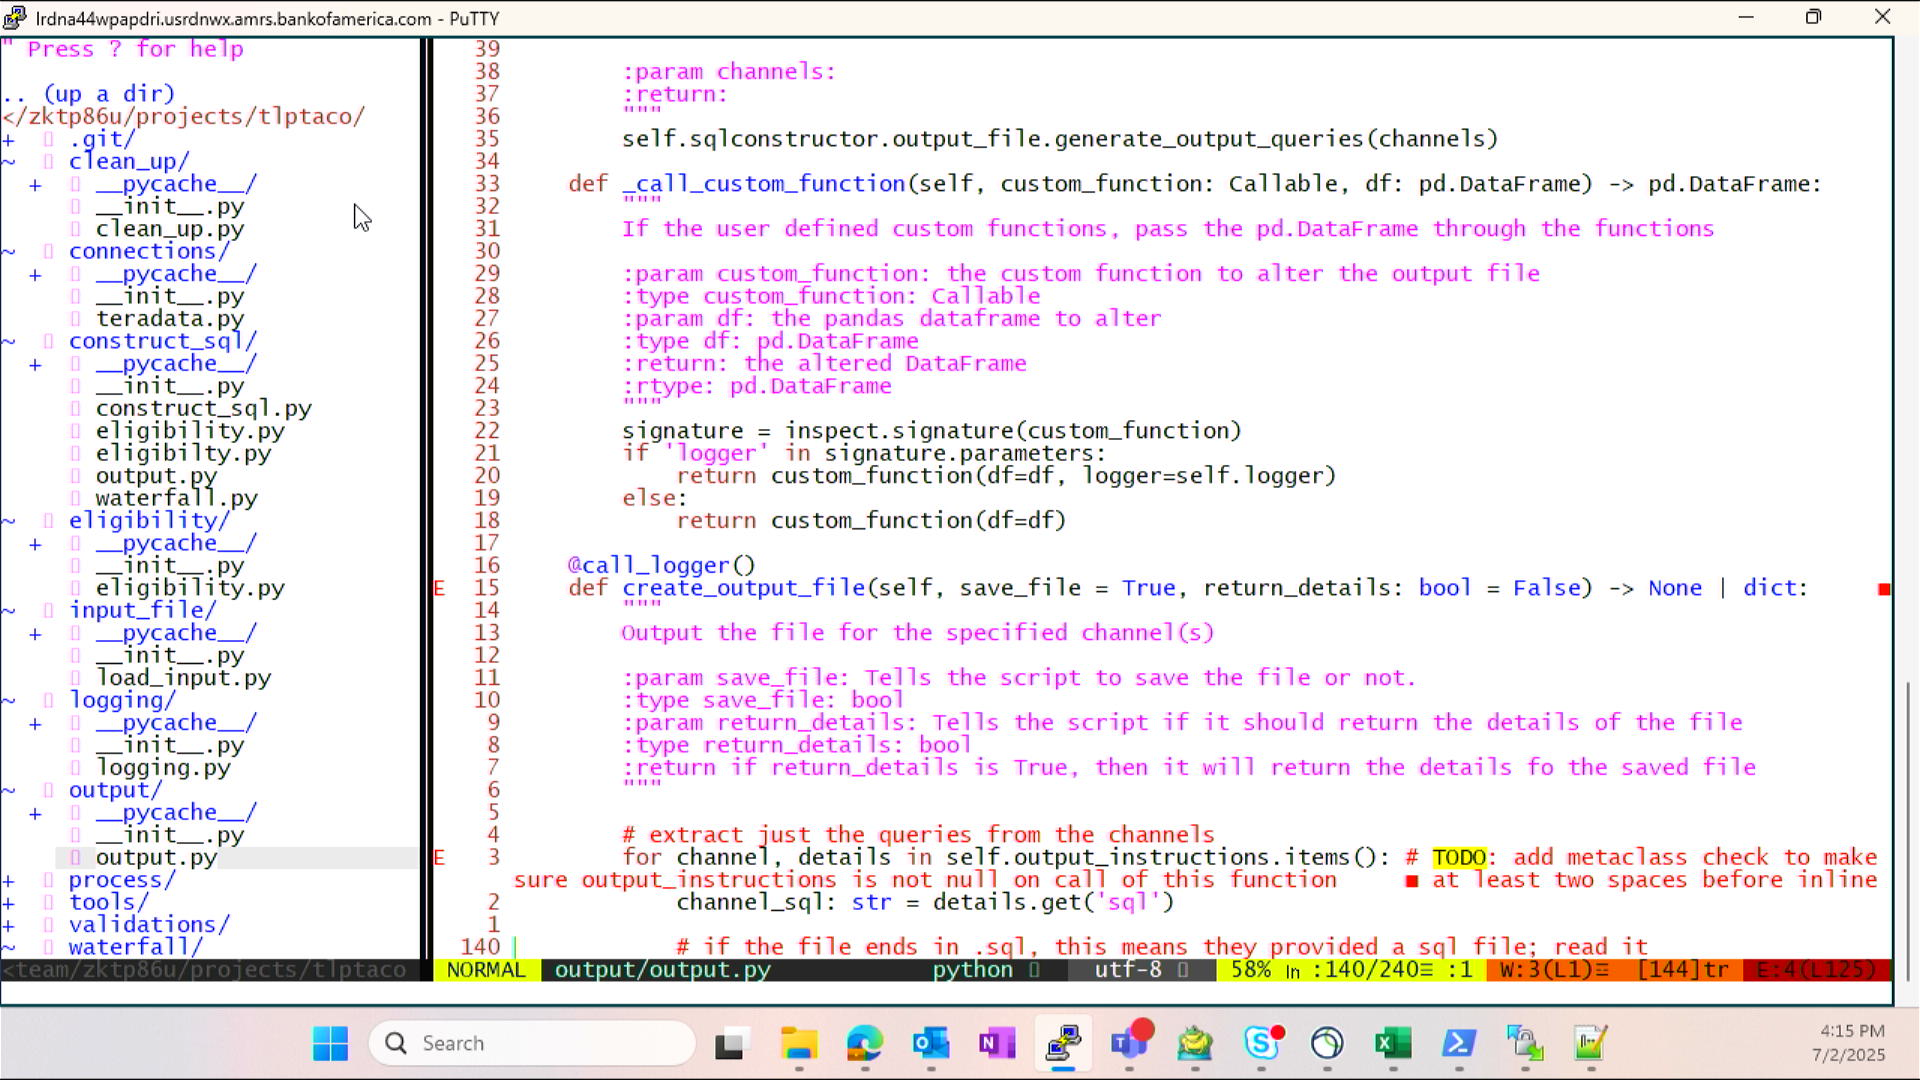 lrdna44wpapdri.usrdnwx.amrs.bankofamerica.com - PuTTY
" Press ? for help
.. (up a dir)
</zktp86u/projects/tlptaco/
+ .git/
~ clean_up/
+ __pycache__/
__init__.py
clean_up.py
~ connections/
+ __pycache__/
__init__.py
teradata.py
~ construct_sql/
+ __pycache__/
__init__.py
construct_sql.py
eligibility.py
eligibilty.py
output.py
waterfall.py
~ eligibility/
+ __pycache__/
__init__.py
eligibility.py
~ input_file/
+ __pycache__/
__init__.py
load_input.py
~ logging/
+ __pycache__/
__init__.py
logging.py
~ output/
+ __pycache__/
__init__.py
output.py
+ process/
+ tools/
+ validations/
~ waterfall/
<team/zktp86u/projects/tlptaco
39
38 :param channels:
37 :return:
36 """
35 self.sqlconstructor.output_file.generate_output_queries(channels)
34
33 def _call_custom_function(self, custom_function: Callable, df: pd.DataFrame) -> pd.DataFrame:
32 """
31 If the user defined custom functions, pass the pd.DataFrame through the functions
30
29 :param custom_function: the custom function to alter the output file
28 :type custom_function: Callable
27 :param df: the pandas dataframe to alter
26 :type df: pd.DataFrame
25 :return: the altered DataFrame
24 :rtype: pd.DataFrame
23 """
22 signature = inspect.signature(custom_function)
21 if 'logger' in signature.parameters:
20 return custom_function(df=df, logger=self.logger)
19 else:
18 return custom_function(df=df)
17
16 @call_logger()
E 15 def create_output_file(self, save_file = True, return_details: bool = False) -> None | dict: ■
14 """
13 Output the file for the specified channel(s)
12
11 :param save_file: Tells the script to save the file or not.
10 :type save_file: bool
9 :param return_details: Tells the script if it should return the details of the file
8 :type return_details: bool
7 :return if return_details is True, then it will return the details fo the saved file
6 """
5
4 # extract just the queries from the channels
E 3 for channel, details in self.output_instructions.items(): # TODO: add metaclass check to make
sure output_instructions is not null on call of this function ■ at least two spaces before inline
2 channel_sql: str = details.get('sql')
1
140 # if the file ends in .sql, this means they provided a sql file; read it
NORMAL output/output.py python utf-8 58% ln :140/240≡ :1 W:3(L1)☲ [144]tr E:4(L125)
Search
4:15 PM
7/2/2025